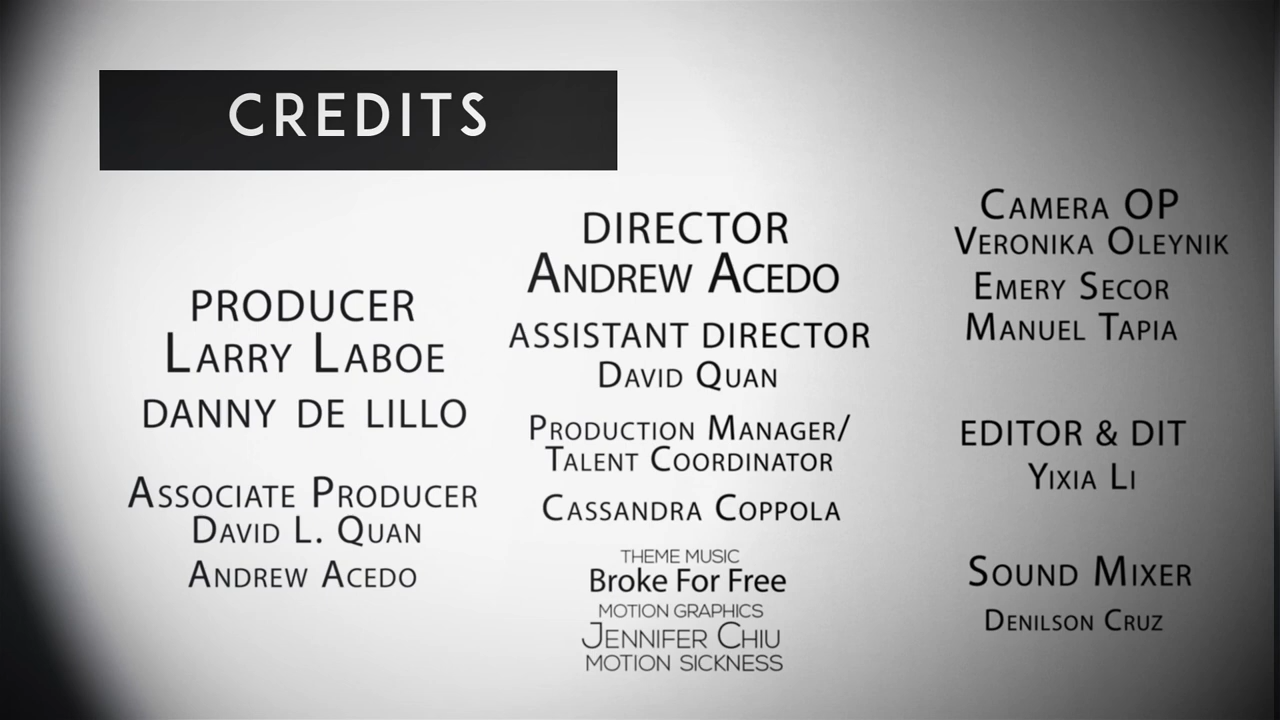 CREDITS
PRODUCER
LARRY LABOE
DANNY DE LILLO
ASSOCIATE PRODUCER
DAVID L. QUAN
ANDREW ACEDO
DIRECTOR
ANDREW ACEDO
ASSISTANT DIRECTOR
DAVID QUAN
PRODUCTION MANAGER/
TALENT COORDINATOR
CASSANDRA COPPOLA
THEME MUSIC
Broke For Free
MOTION GRAPHICS
JENNIFER CHIU
MOTION SICKNESS
CAMERA OP
VERONIKA OLEYNIK
EMERY SECOR
MANUEL TAPIA
EDITOR & DIT
YIXIA LI
SOUND MIXER
DENILSON CRUZ